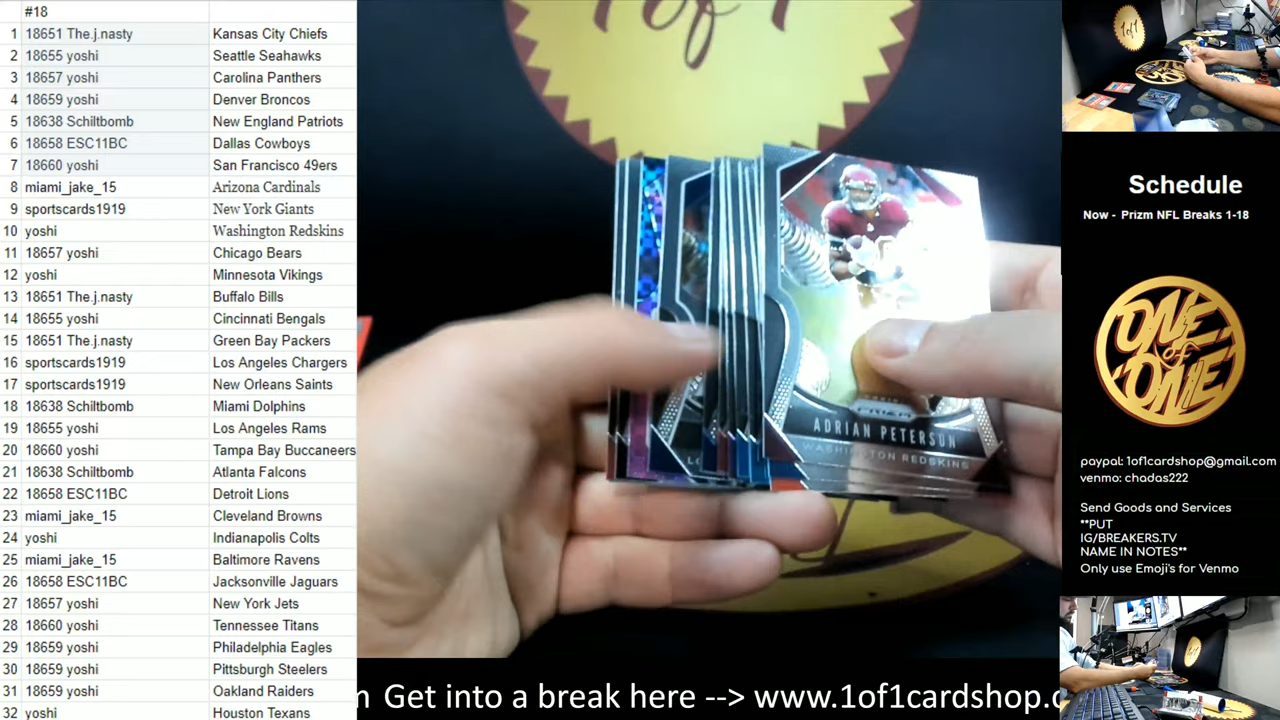 #18
1 18651 The.j.nasty Kansas City Chiefs
2 18655 yoshi Seattle Seahawks
3 18657 yoshi Carolina Panthers
4 18659 yoshi Denver Broncos
5 18638 Schiltbomb New England Patriots
6 18658 ESC11BC Dallas Cowboys
7 18660 yoshi San Francisco 49ers
8 miami_jake_15 Arizona Cardinals
9 sportscards1919 New York Giants
10 yoshi Washington Redskins
11 18657 yoshi Chicago Bears
12 yoshi Minnesota Vikings
13 18651 The.j.nasty Buffalo Bills
14 18655 yoshi Cincinnati Bengals
15 18651 The.j.nasty Green Bay Packers
16 sportscards1919 Los Angeles Chargers
17 sportscards1919 New Orleans Saints
18 18638 Schiltbomb Miami Dolphins
19 18655 yoshi Los Angeles Rams
20 18660 yoshi Tampa Bay Buccaneers
21 18638 Schiltbomb Atlanta Falcons
22 18658 ESC11BC Detroit Lions
23 miami_jake_15 Cleveland Browns
24 yoshi Indianapolis Colts
25 miami_jake_15 Baltimore Ravens
26 18658 ESC11BC Jacksonville Jaguars
27 18657 yoshi New York Jets
28 18660 yoshi Tennessee Titans
29 18659 yoshi Philadelphia Eagles
30 18659 yoshi Pittsburgh Steelers
31 18659 yoshi Oakland Raiders
32 yoshi Houston Texans
1 of 1
PRIZM
ADRIAN PETERSON
WASHINGTON REDSKINS
Get into a break here --> www.1of1cardshop.c
1 of 1
Schedule
Now - Prizm NFL Breaks 1-18
ONE
of
ONE
paypal: 1of1cardshop@gmail.com
venmo: chadas222
Send Goods and Services
**PUT
IG/BREAKERS.TV
NAME IN NOTES**
Only use Emoji's for Venmo